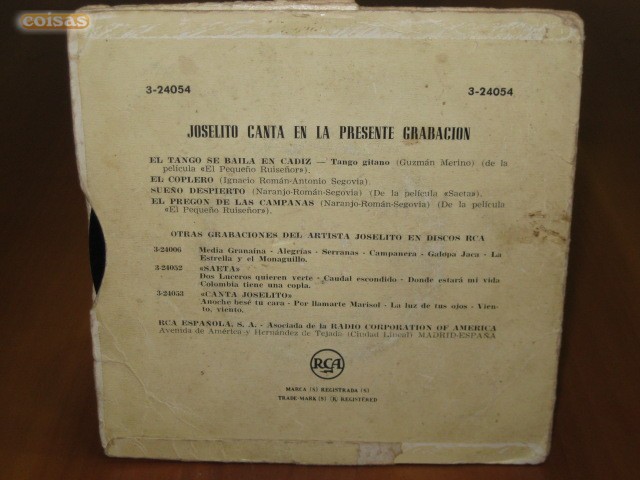 coisas
3-24054 3-24054
JOSELITO CANTA EN LA PRESENTE GRABACION
EL TANGO SE BAILA EN CADIZ — Tango gitano (Guzmán Merino) (de la
película «El Pequeño Ruiseñor»).
EL COPLERO (Ignacio Román-Antonio Segovia).
SUEÑO DESPIERTO (Naranjo-Román-Segovia) (De la película «Saeta»).
EL PREGON DE LAS CAMPANAS (Naranjo-Román-Segovia) (De la película
«El Pequeño Ruiseñor»).
OTRAS GRABACIONES DEL ARTISTA JOSELITO EN DISCOS RCA
3-24006 Media Granaina - Alegrías - Serranas - Campanera - Galopa Jaca - La
Estrella y el Monaguillo.
3-24052 «SAETA»
Dos Luceros quieren verte - Caudal escondido - Donde estará mi vida
Colombia tiene una copla.
3-24053 «CANTA JOSELITO»
Anoche besé tu cara - Por llamarte Marisol - La luz de tus ojos - Vien-
to, viento.
RCA ESPAÑOLA, S. A. - Asociada de la RADIO CORPORATION OF AMERICA
Avenida de América y Hernández de Tejada (Ciudad Lineal) MADRID-ESPAÑA
RCA
MARCA (S) REGISTRADA (S)
TRADE-MARK (S) (R) REGISTERED